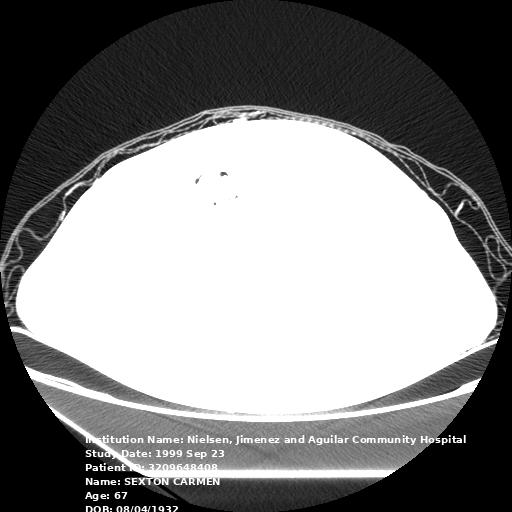 Institution Name: Nielsen, Jimenez and Aguilar Community Hospital
Study Date: 1999 Sep 23
Patient ID: 3209648408
Name: SEXTON CARMEN
Age: 67
DOB: 08/04/1932